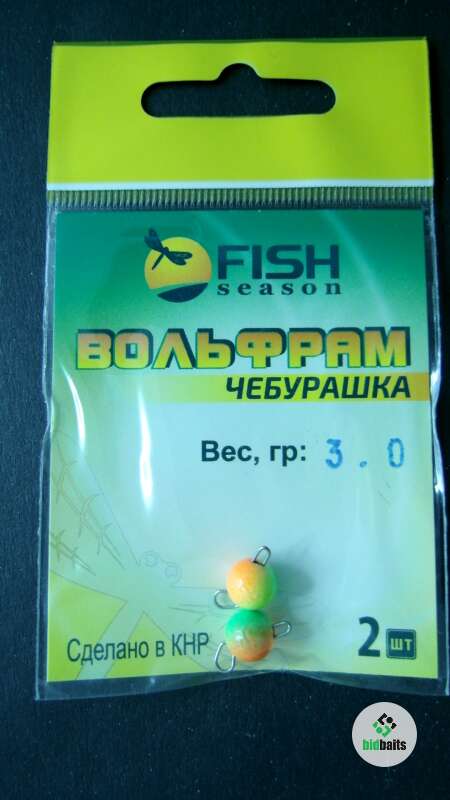 FISH
season
ВОЛЬФРАМ
ЧЕБУРАШКА
Вес, гр: 3.0
Сделано в КНР
2 шт
bidbaits